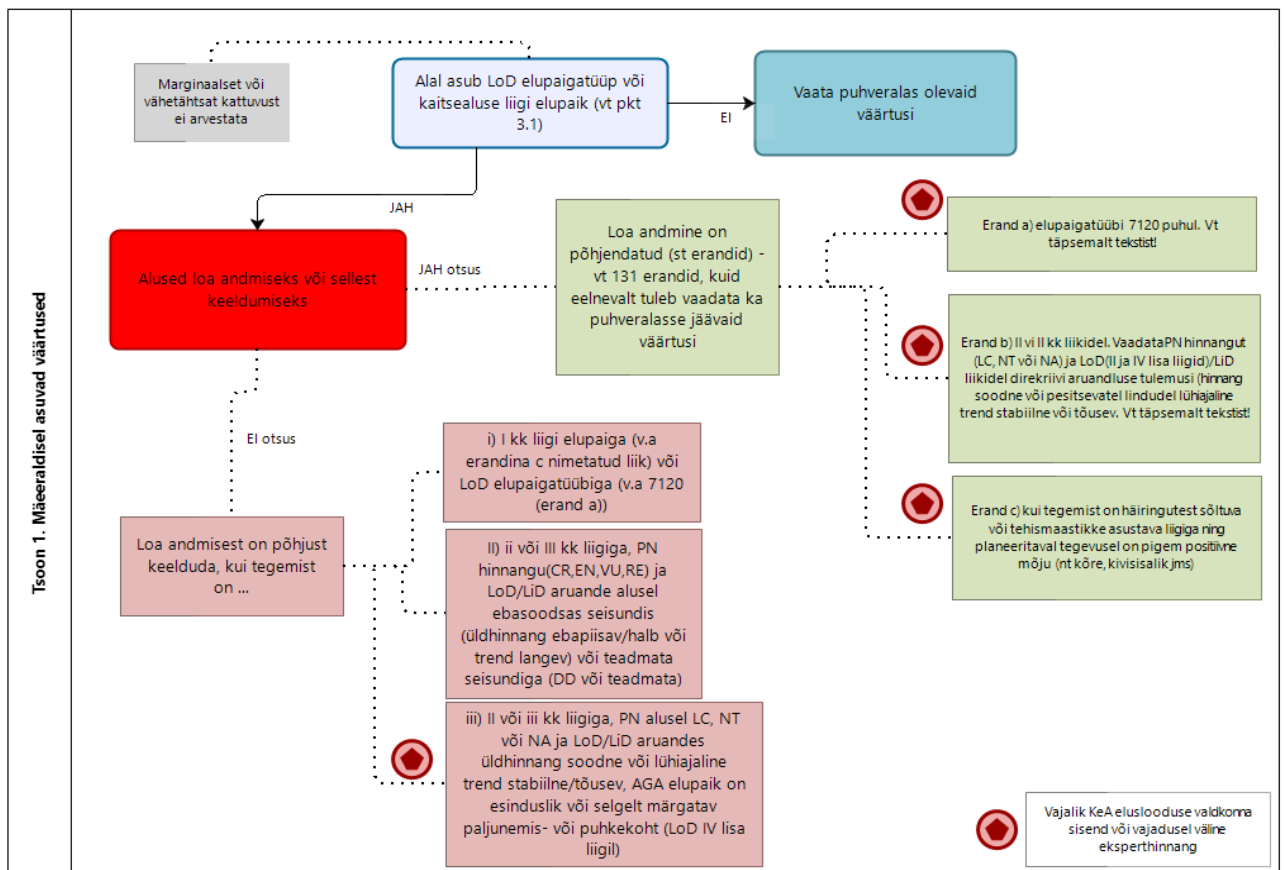 Tsoon 1. Mäeeraldisel asuvad väärtused
Marginaalset või
vähetähtsat kattuvust
ei arvestata
Alal asub LoD elupaigatüüp või
kaitsealuse liigi elupaik (vt pkt
3.1)
EI
Vaata puhveralas olevaid
väärtusi
JAH
Alused loa andmiseks või sellest
keeldumiseks
JAH otsus
Loa andmine on
põhjendatud (st erandid) -
vt 131 erandid, kuid
eelnevalt tuleb vaadata ka
puhveralasse jäävaid
väärtusi
Erand a) elupaigatüübi 7120 puhul. Vt
täpsemalt tekstist!
Erand b) II vi II kk liikidel. VaadataPN hinnangut
(LC, NT või NA) ja LoD(II ja IV lisa liigid)/LiD
liikidel direkriivi aruandluse tulemusi (hinnang
soodne või pesitsevatel lindudel lühiajaline
trend stabiilne või tõusev. Vt täpsemalt tekstist!
Erand c) kui tegemist on häiringutest sõltuva
või tehismaastikke asustava liigiga ning
planeeritaval tegevusel on pigem positiivne
mõju (nt kõre, kivisisalik jms)
EI otsus
Loa andmisest on põhjust
keelduda, kui tegemist
on ...
i) I kk liigi elupaiga (v.a
erandina c nimetatud liik) või
LoD elupaigatüübiga (v.a 7120
(erand a))
II) ii või III kk liigiga, PN
hinnangu(CR,EN,VU,RE) ja
LoD/LiD aruande alusel
ebasoodsas seisundis
(üldhinnang ebapiisav/halb või
trend langev) või teadmata
seisundiga (DD või teadmata)
iii) II või iii kk liigiga, PN alusel LC, NT
või NA ja LoD/LiD aruandes
üldhinnang soodne või lühiajaline
trend stabiilne/tõusev, AGA elupaik on
esinduslik või selgelt märgatav
paljunemis- või puhkekoht (LoD IV lisa
liigil)
Vajalik KeA eluslooduse valdkonna
sisend või vajadusel väline
eksperthinnang